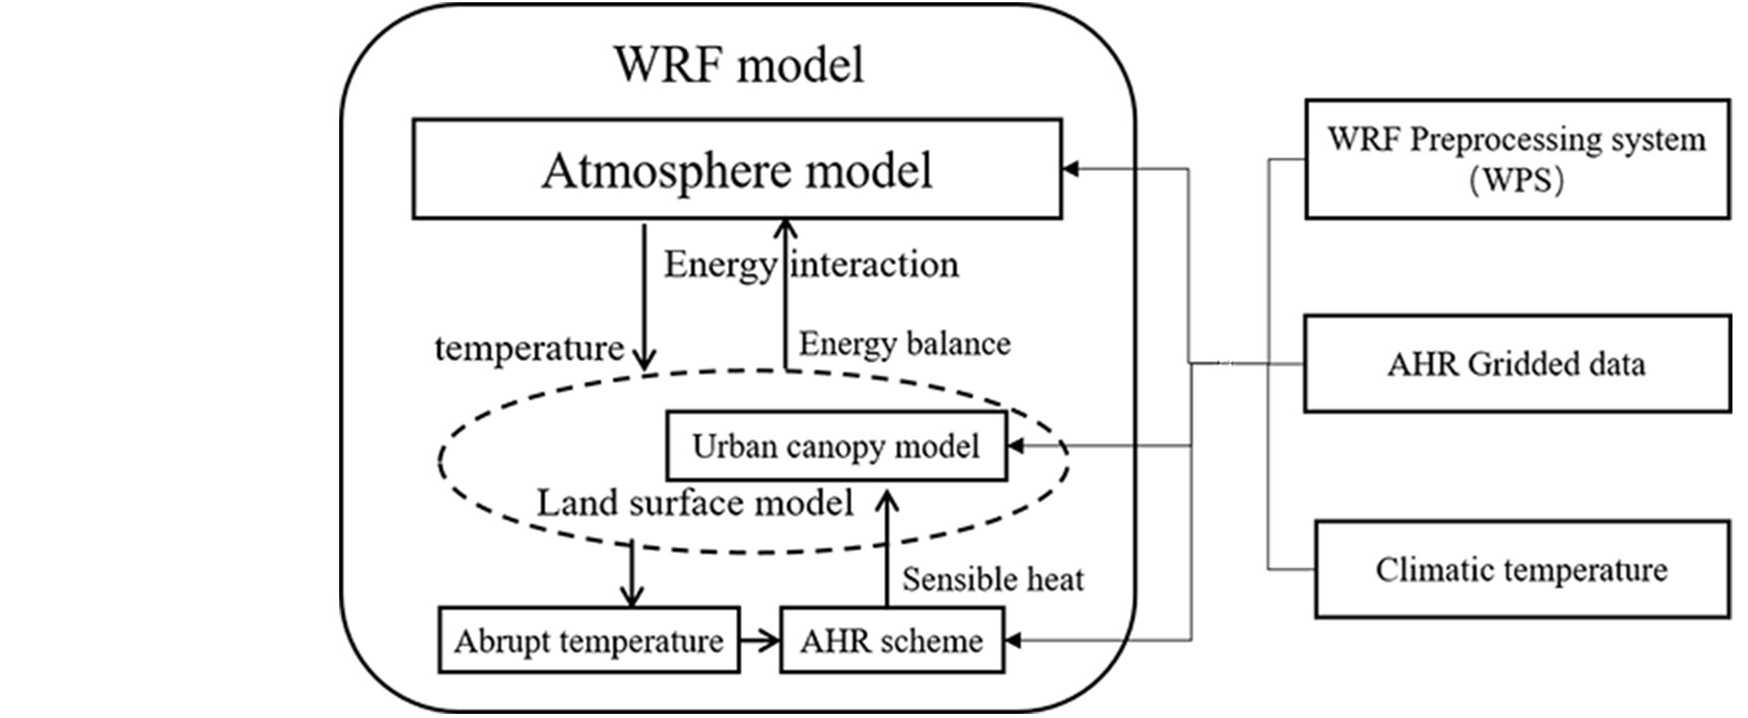 WRF model
Atmosphere model
Energy interaction
temperature
Energy balance
Urban canopy model
Land surface model
Sensible heat
Abrupt temperature
AHR scheme
WRF Preprocessing system
(WPS)
AHR Gridded data
Climatic temperature